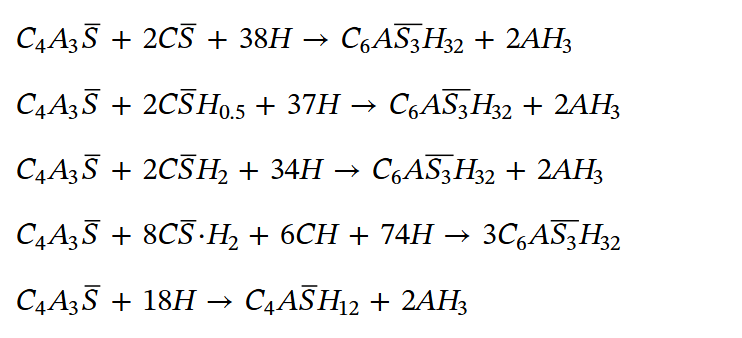 C₄A₃S̅ + 2CS̅ + 38H → C₆AS̅₃H₃₂ + 2AH₃
C₄A₃S̅ + 2CS̅H₀.₅ + 37H → C₆AS̅₃H₃₂ + 2AH₃
C₄A₃S̅ + 2CS̅H₂ + 34H → C₆AS̅₃H₃₂ + 2AH₃
C₄A₃S̅ + 8CS̅·H₂ + 6CH + 74H → 3C₆AS̅₃H₃₂
C₄A₃S̅ + 18H → C₄AS̅H₁₂ + 2AH₃